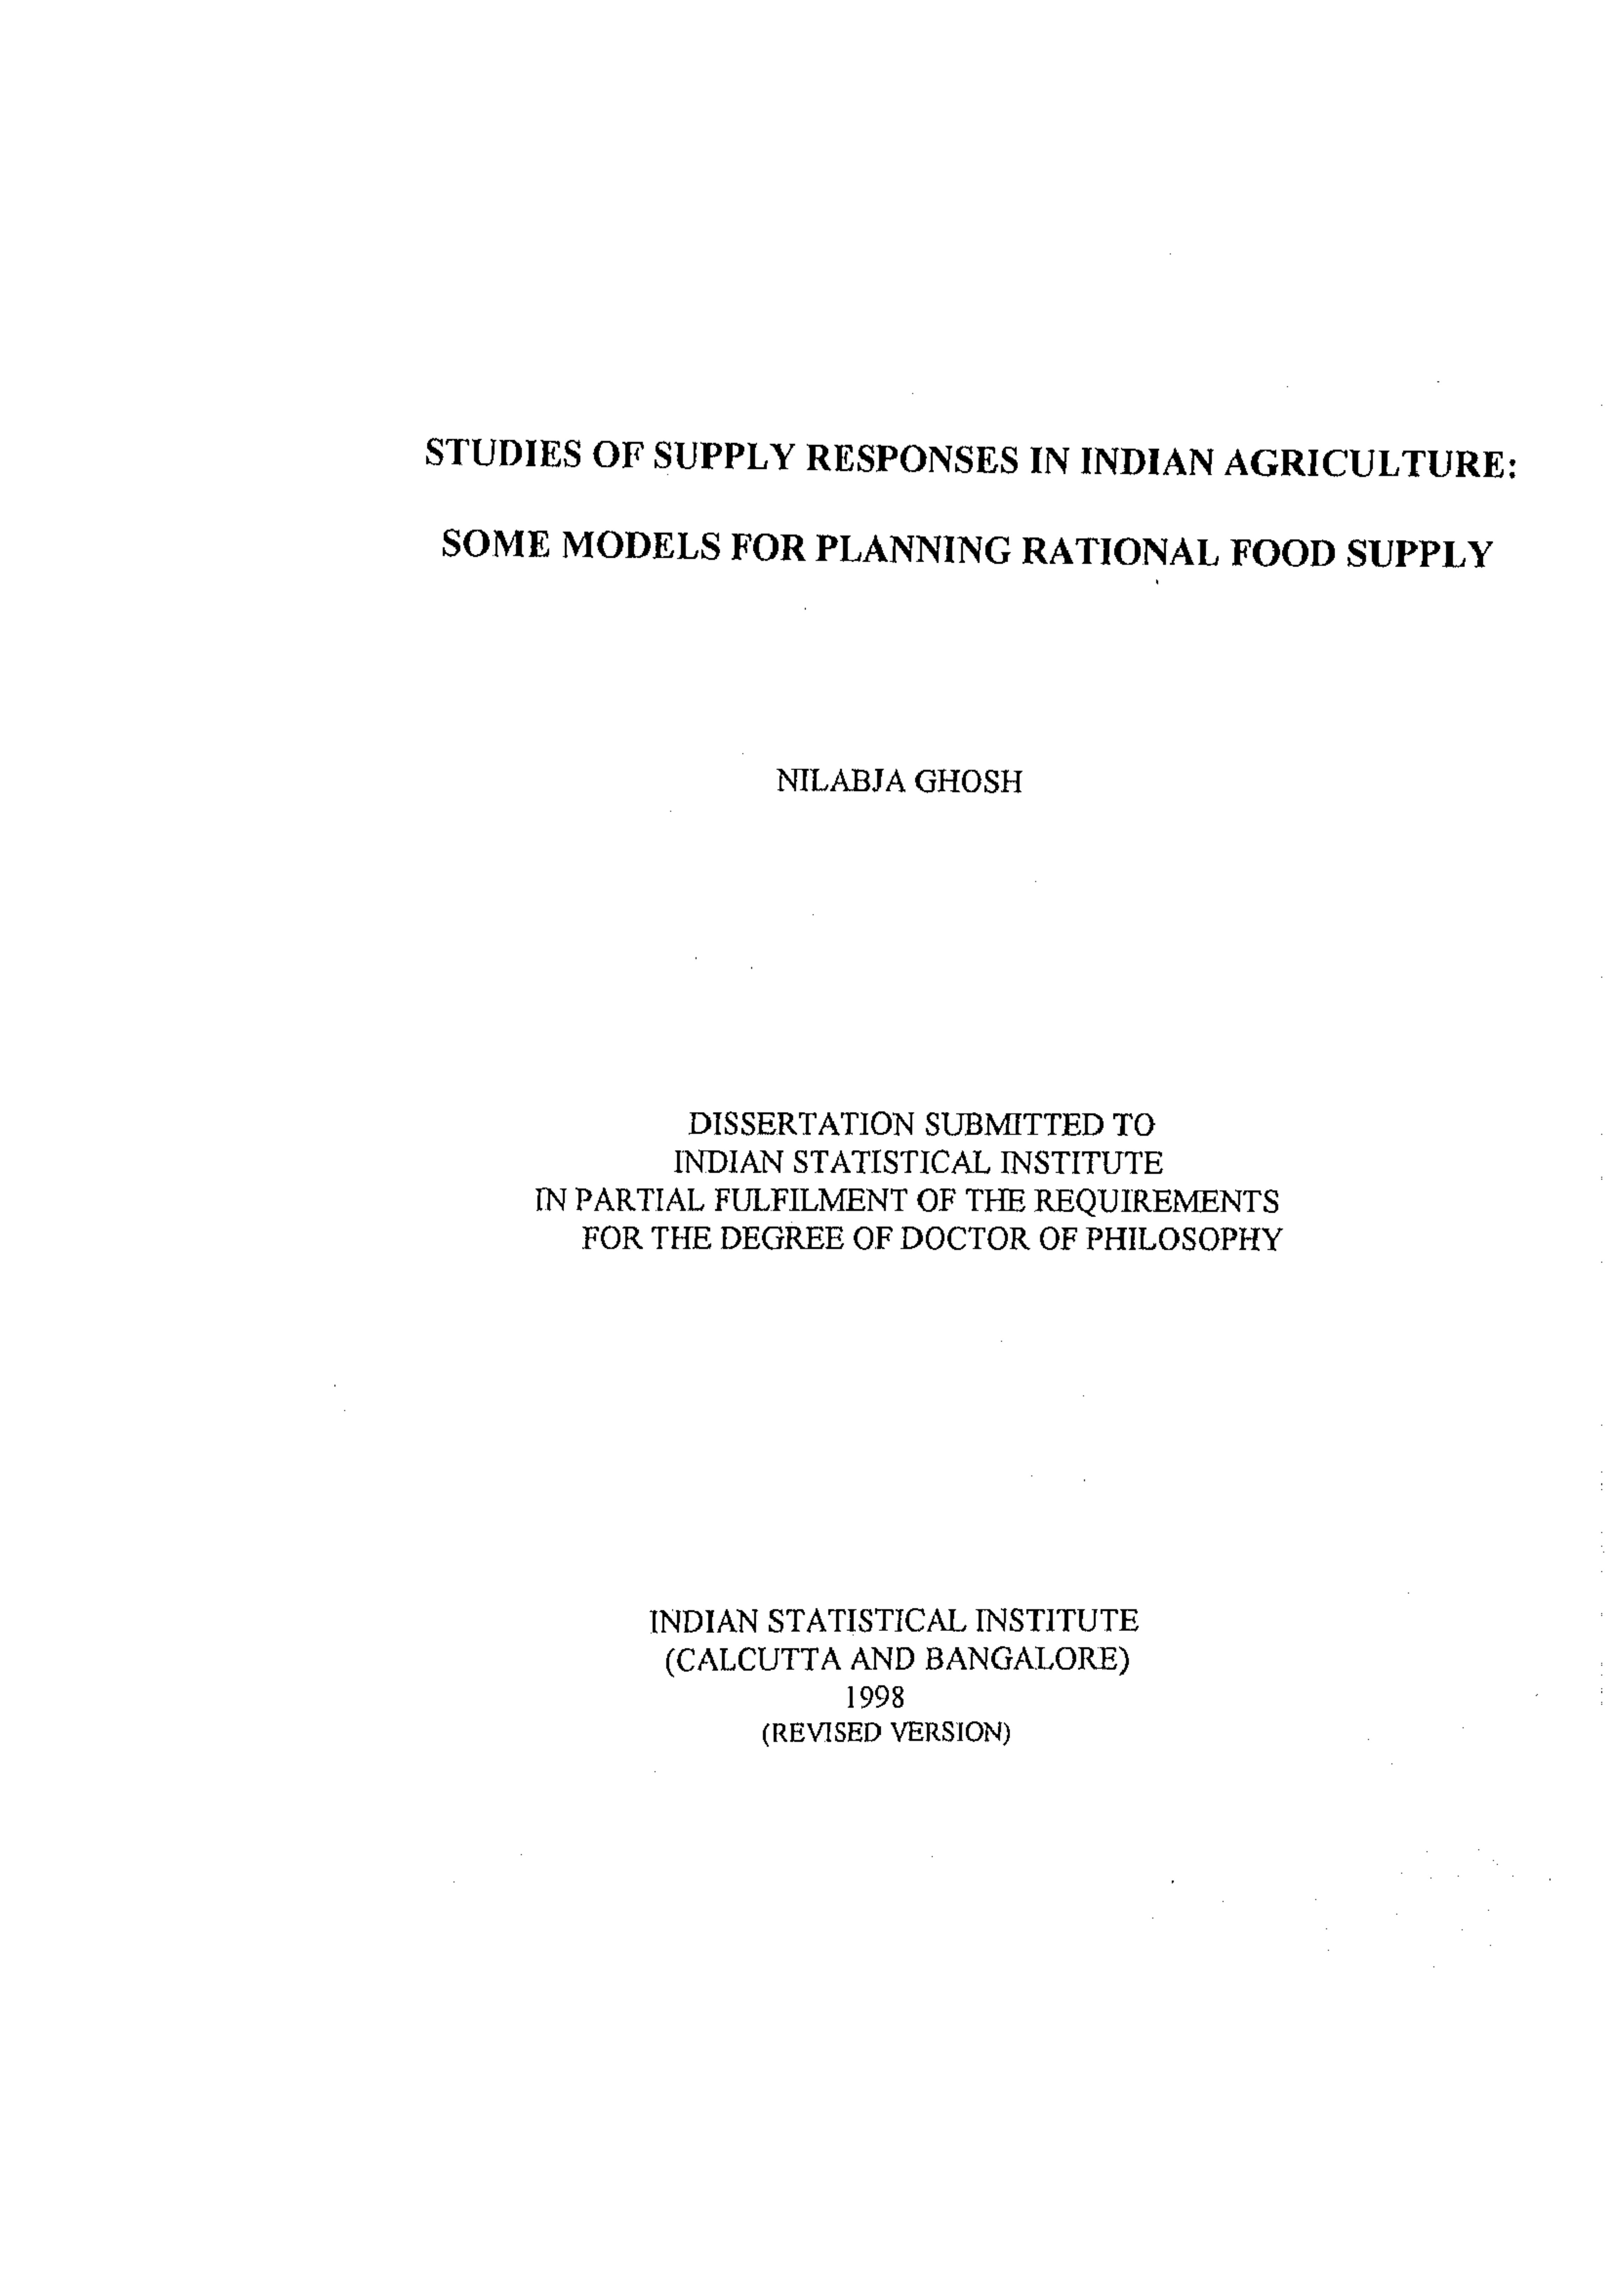 STUDIES OF SUPPLY RESPONSES IN INDIAN AGRICULTURE:
SOME MODELS FOR PLANNING RATIONAL FOOD SUPPLY
NILABJA GHOSH
DISSERTATION SUBMITTED TO
INDIAN STATISTICAL INSTITUTE
IN PARTIAL FULFILMENT OF THE REQUIREMENTS
FOR THE DEGREE OF DOCTOR OF PHILOSOPHY
INDIAN STATISTICAL INSTITUTE
(CALCUTTA AND BANGALORE)
1998
(REVISED VERSION)